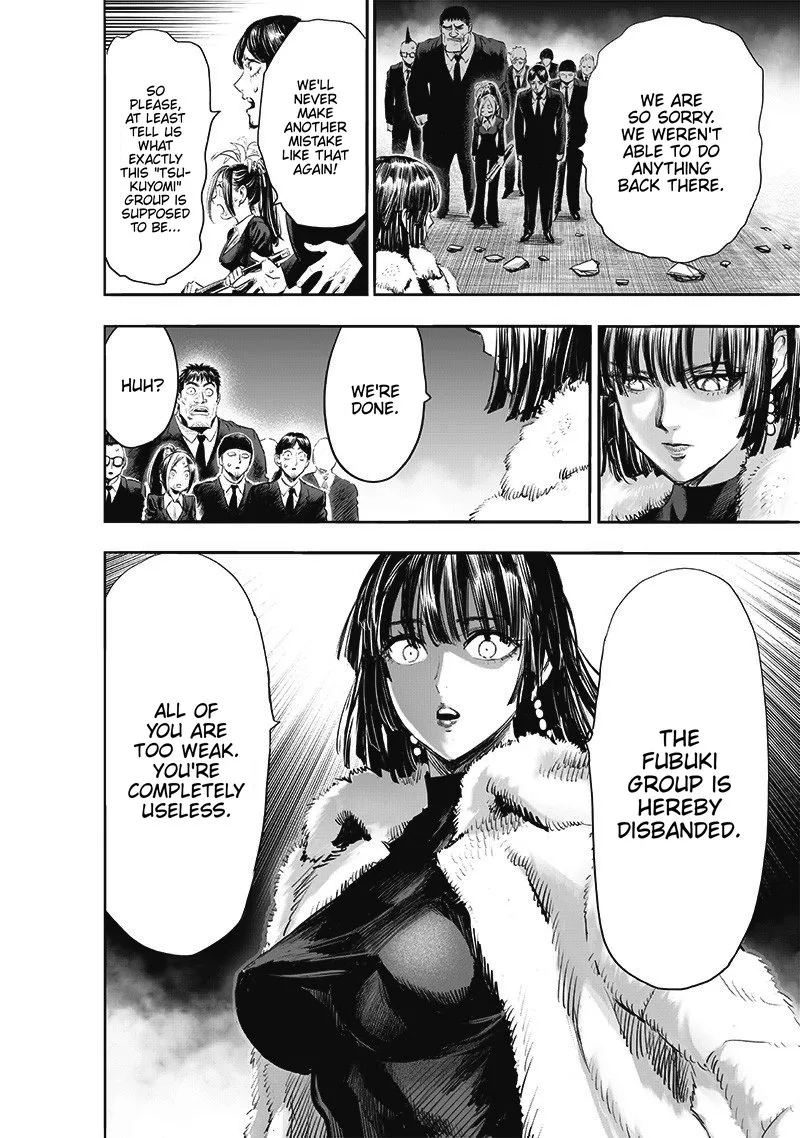 WE ARE
SO SORRY.
WE WEREN'T
ABLE TO DO
ANYTHING
BACK THERE.
WE'LL
NEVER
MAKE
ANOTHER
MISTAKE
LIKE THAT
AGAIN!
SO
PLEASE,
AT LEAST
TELL US
WHAT
EXACTLY
THIS "TSU-
KUYOMI"
GROUP IS
SUPPOSED
TO BE...
WE'RE
DONE.
HUH?
THE
FUBUKI
GROUP IS
HEREBY
DISBANDED.
ALL OF
YOU ARE
TOO WEAK.
YOU'RE
COMPLETELY
USELESS.